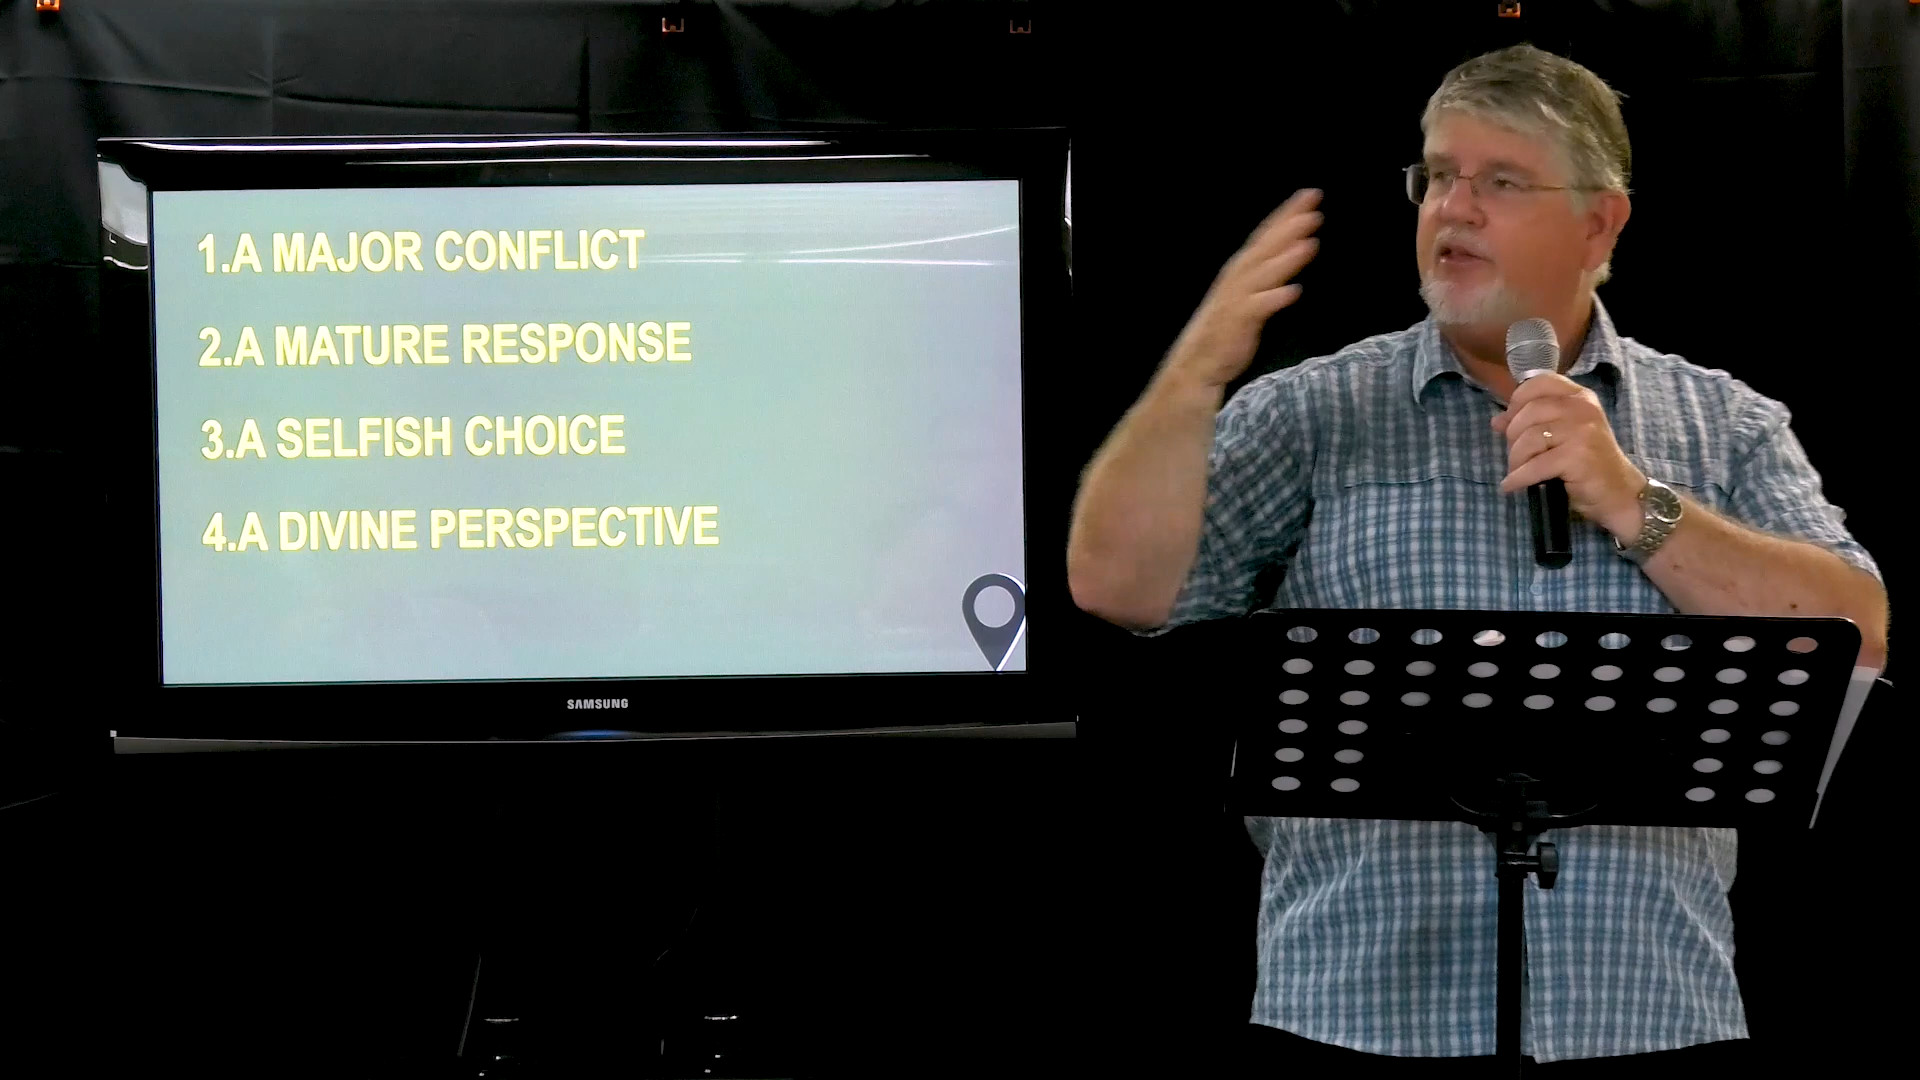 1.A MAJOR CONFLICT
2.A MATURE RESPONSE
3.A SELFISH CHOICE
4.A DIVINE PERSPECTIVE
SAMSUNG